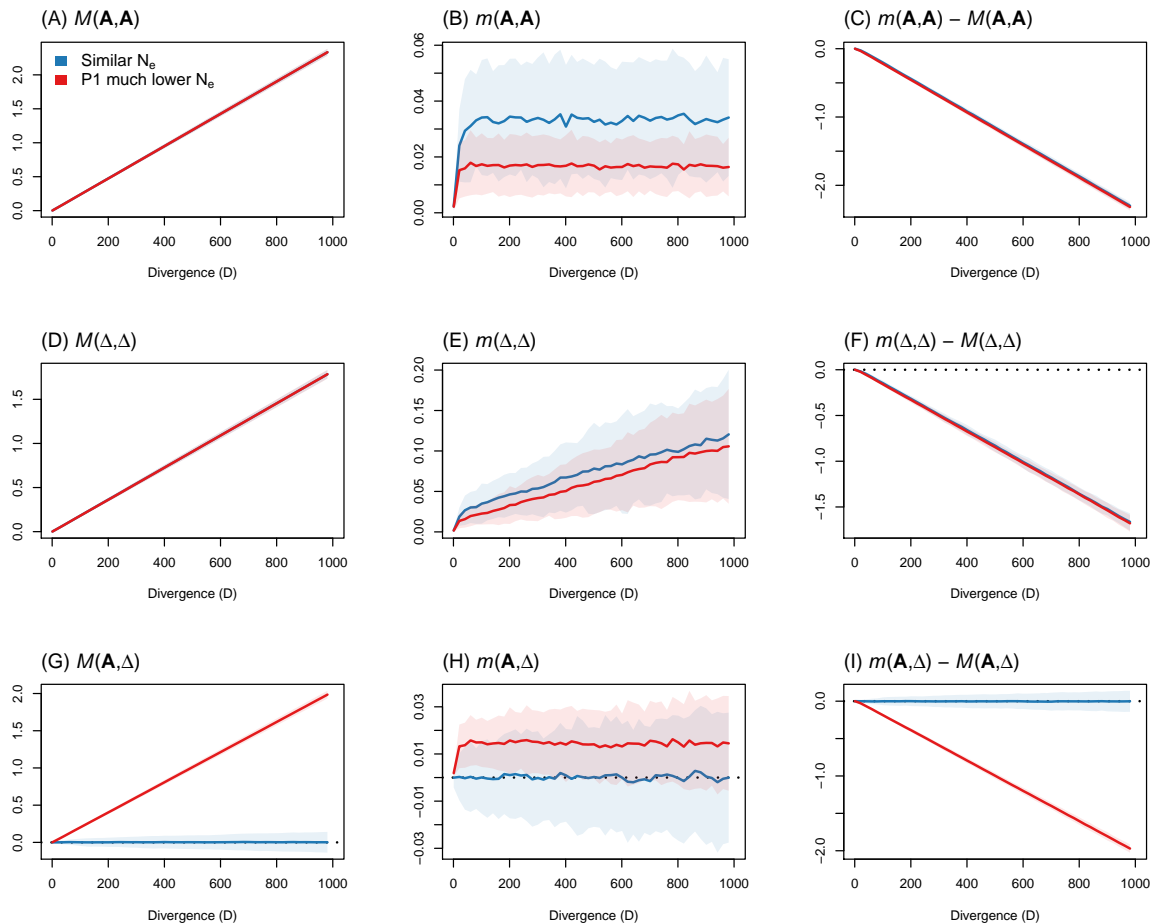 (A) M(A,A)
(B) m(A,A)
(C) m(A,A) − M(A,A)
0.0 0.5 1.0 1.5 2.0
Similar Ne
P1 much lower Ne
0 200 400 600 800 1000
Divergence (D)
0.00 0.02 0.04 0.06
0 200 400 600 800 1000
Divergence (D)
−2.0 −1.0 0.0
0 200 400 600 800 1000
Divergence (D)
(D) M(Δ,Δ)
(E) m(Δ,Δ)
(F) m(Δ,Δ) − M(Δ,Δ)
0.0 0.5 1.0 1.5
0 200 400 600 800 1000
Divergence (D)
0.00 0.05 0.10 0.15 0.20
0 200 400 600 800 1000
Divergence (D)
−1.5 −1.0 −0.5 0.0
0 200 400 600 800 1000
Divergence (D)
(G) M(A,Δ)
(H) m(A,Δ)
(I) m(A,Δ) − M(A,Δ)
0.0 0.5 1.0 1.5 2.0
0 200 400 600 800 1000
Divergence (D)
−0.03 −0.01 0.01 0.03
0 200 400 600 800 1000
Divergence (D)
−2.0 −1.0 0.0
0 200 400 600 800 1000
Divergence (D)